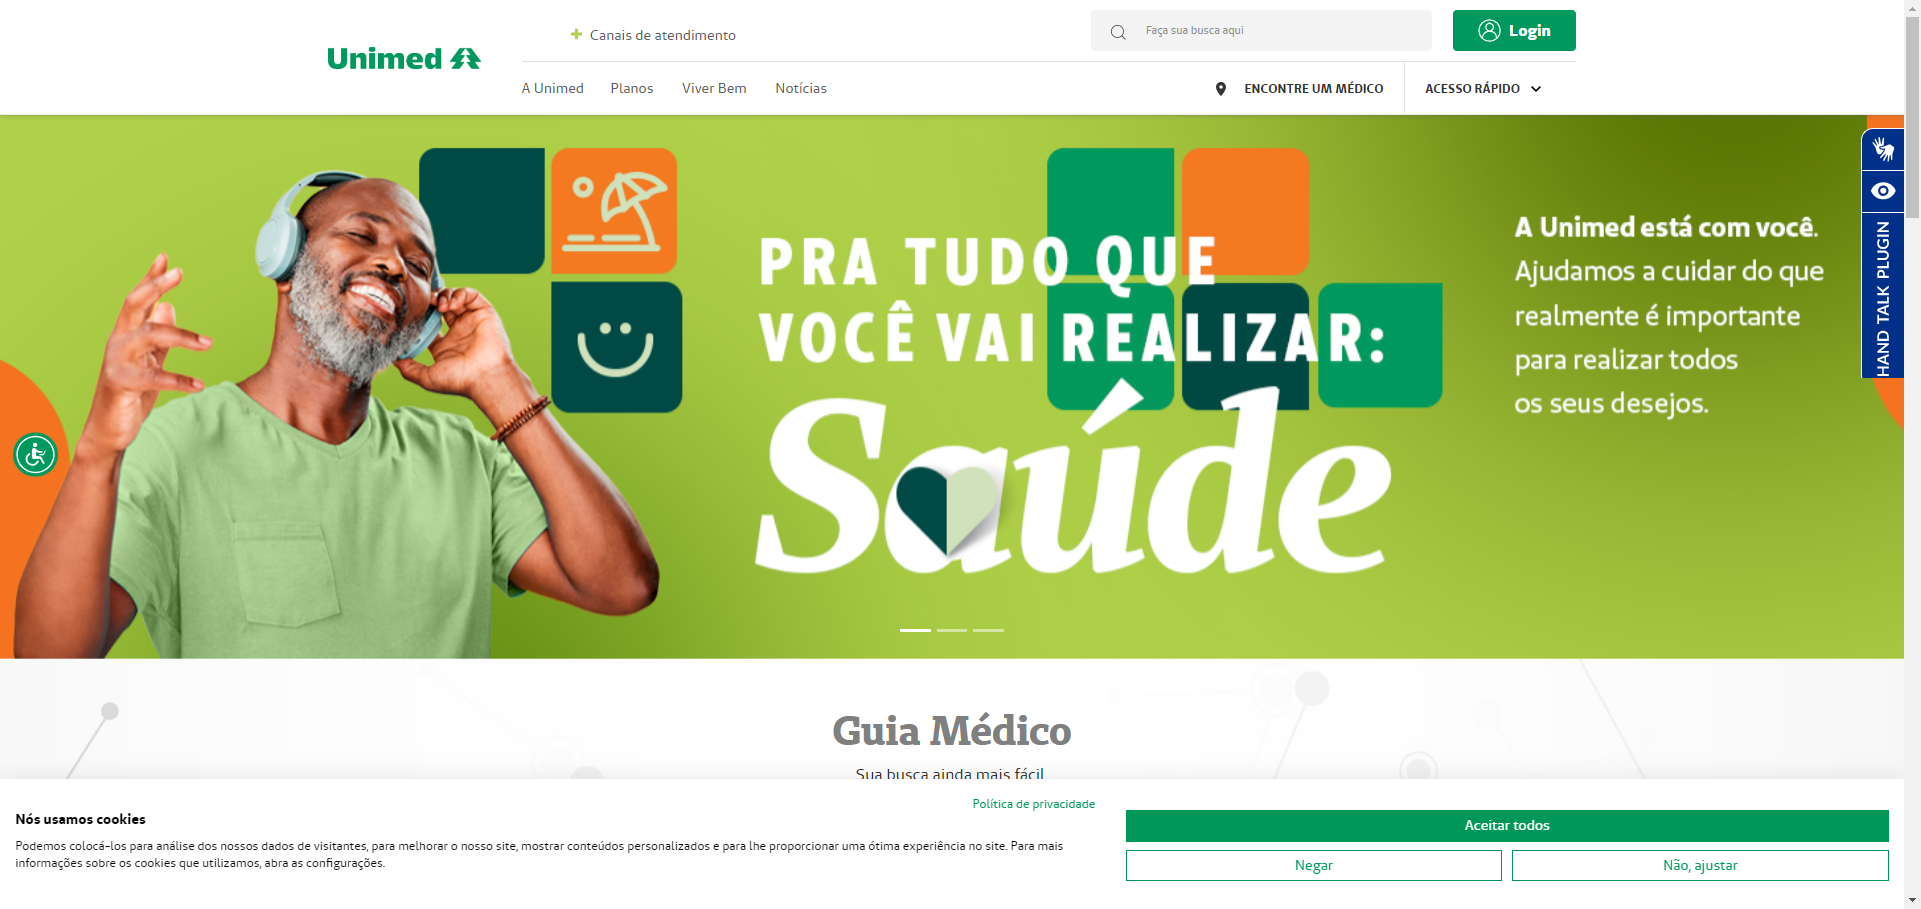 Canais de atendimento
Faça sua busca aqui
Login
Unimed
A Unimed
Planos
Viver Bem
Notícias
ENCONTRE UM MÉDICO
ACESSO RÁPIDO
PRA TUDO QUE
VOCÊ VAI REALIZAR:
Saúde
A Unimed está com você.
Ajudamos a cuidar do que
realmente é importante
para realizar todos
os seus desejos.
HAND TALK PLUGIN
Guia Médico
Sua busca ainda mais fácil
Política de privacidade
Nós usamos cookies
Podemos colocá-los para análise dos nossos dados de visitantes, para melhorar o nosso site, mostrar conteúdos personalizados e para lhe proporcionar uma ótima experiência no site. Para mais
informações sobre os cookies que utilizamos, abra as configurações.
Aceitar todos
Negar
Não, ajustar